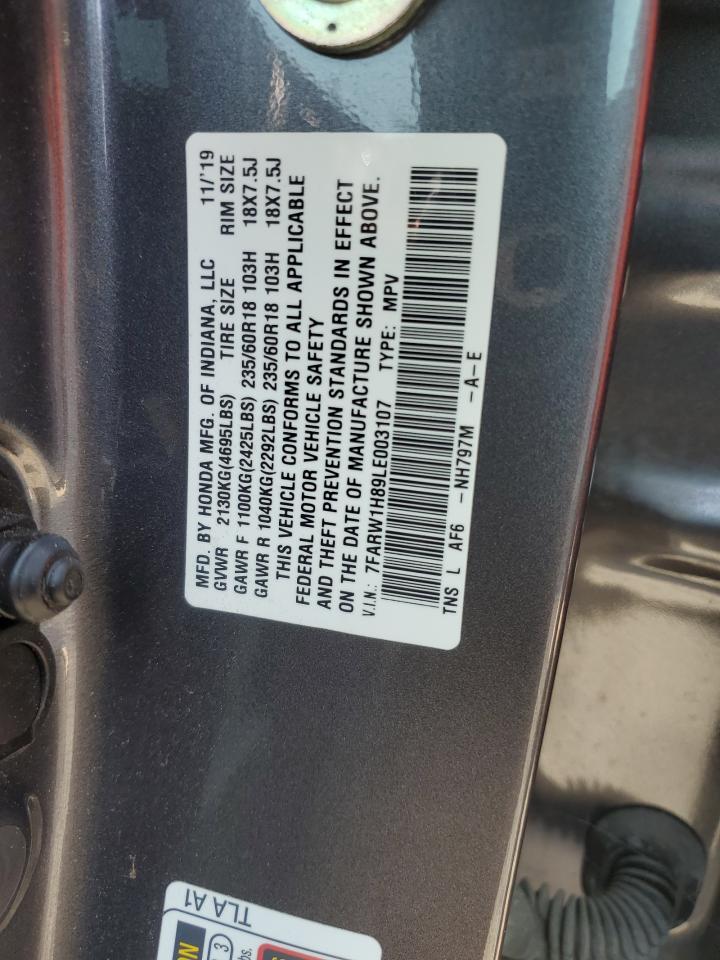 MFD. BY HONDA MFG. OF INDIANA, LLC 11/'19
GVWR 2130KG(4695LBS) TIRE SIZE RIM SIZE
GAWR F 1100KG(2425LBS) 235/60R18 103H 18X7.5J
GAWR R 1040KG(2292LBS) 235/60R18 103H 18X7.5J
THIS VEHICLE CONFORMS TO ALL APPLICABLE
FEDERAL MOTOR VEHICLE SAFETY
AND THEFT PREVENTION STANDARDS IN EFFECT
ON THE DATE OF MANUFACTURE SHOWN ABOVE.
V.I.N.: 7FARW1H89LE003107 TYPE: MPV
TNS L AF6 -NH797M -A-E
TLA A1
3